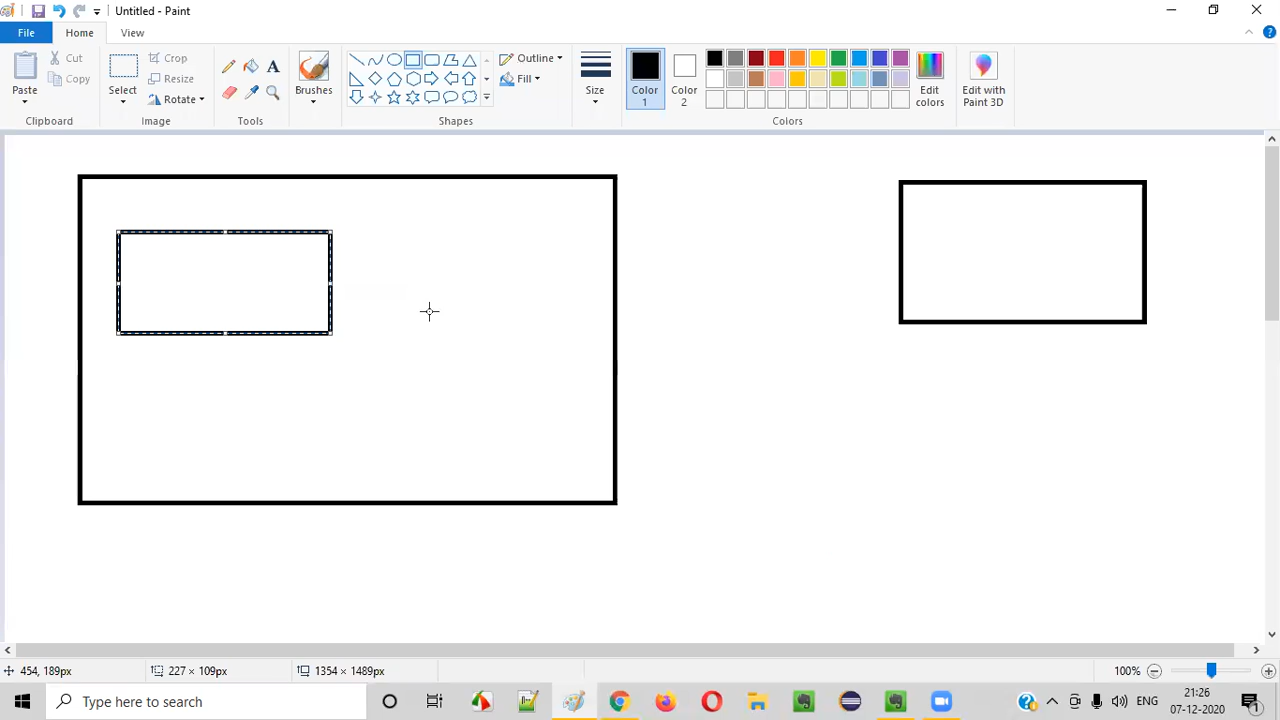 Untitled - Paint
File
Home
View
Paste
Cut
Copy
Clipboard
Select
Crop
Resize
Rotate
Image
Tools
Brushes
Shapes
Outline
Fill
Size
Color 1
Color 2
Edit colors
Colors
Edit with Paint 3D
454, 189px
227 × 109px
1354 × 1489px
100%
Type here to search
ENG
21:26
07-12-2020